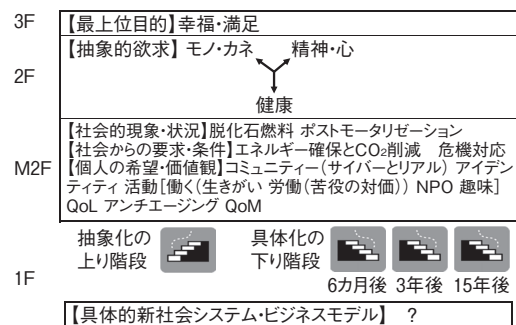 3F
【最上位目的】幸福・満足
【抽象的欲求】モノ・カネ 精神・心
2F
健康
【社会的現象・状況】脱化石燃料 ポストモータリゼーション
【社会からの要求・条件】エネルギー確保とCO₂削減 危機対応
M2F
【個人の希望・価値観】コミュニティー(サイバーとリアル) アイデン
ティティ 活動[働く(生きがい 労働(苦役の対価)) NPO 趣味]
QoL アンチエージング QoM
抽象化の
上り階段
具体化の
下り階段
6カ月後 3年後 15年後
1F
【具体的新社会システム・ビジネスモデル】 ?